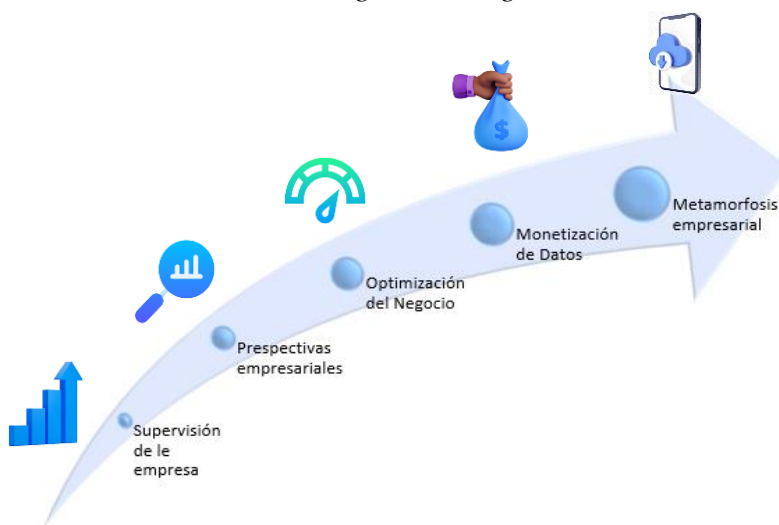 $
Metamorfosis
empresarial
Monetización
de Datos
Optimización
del Negocio
Prespectivas
empresariales
Supervisión
de le
empresa